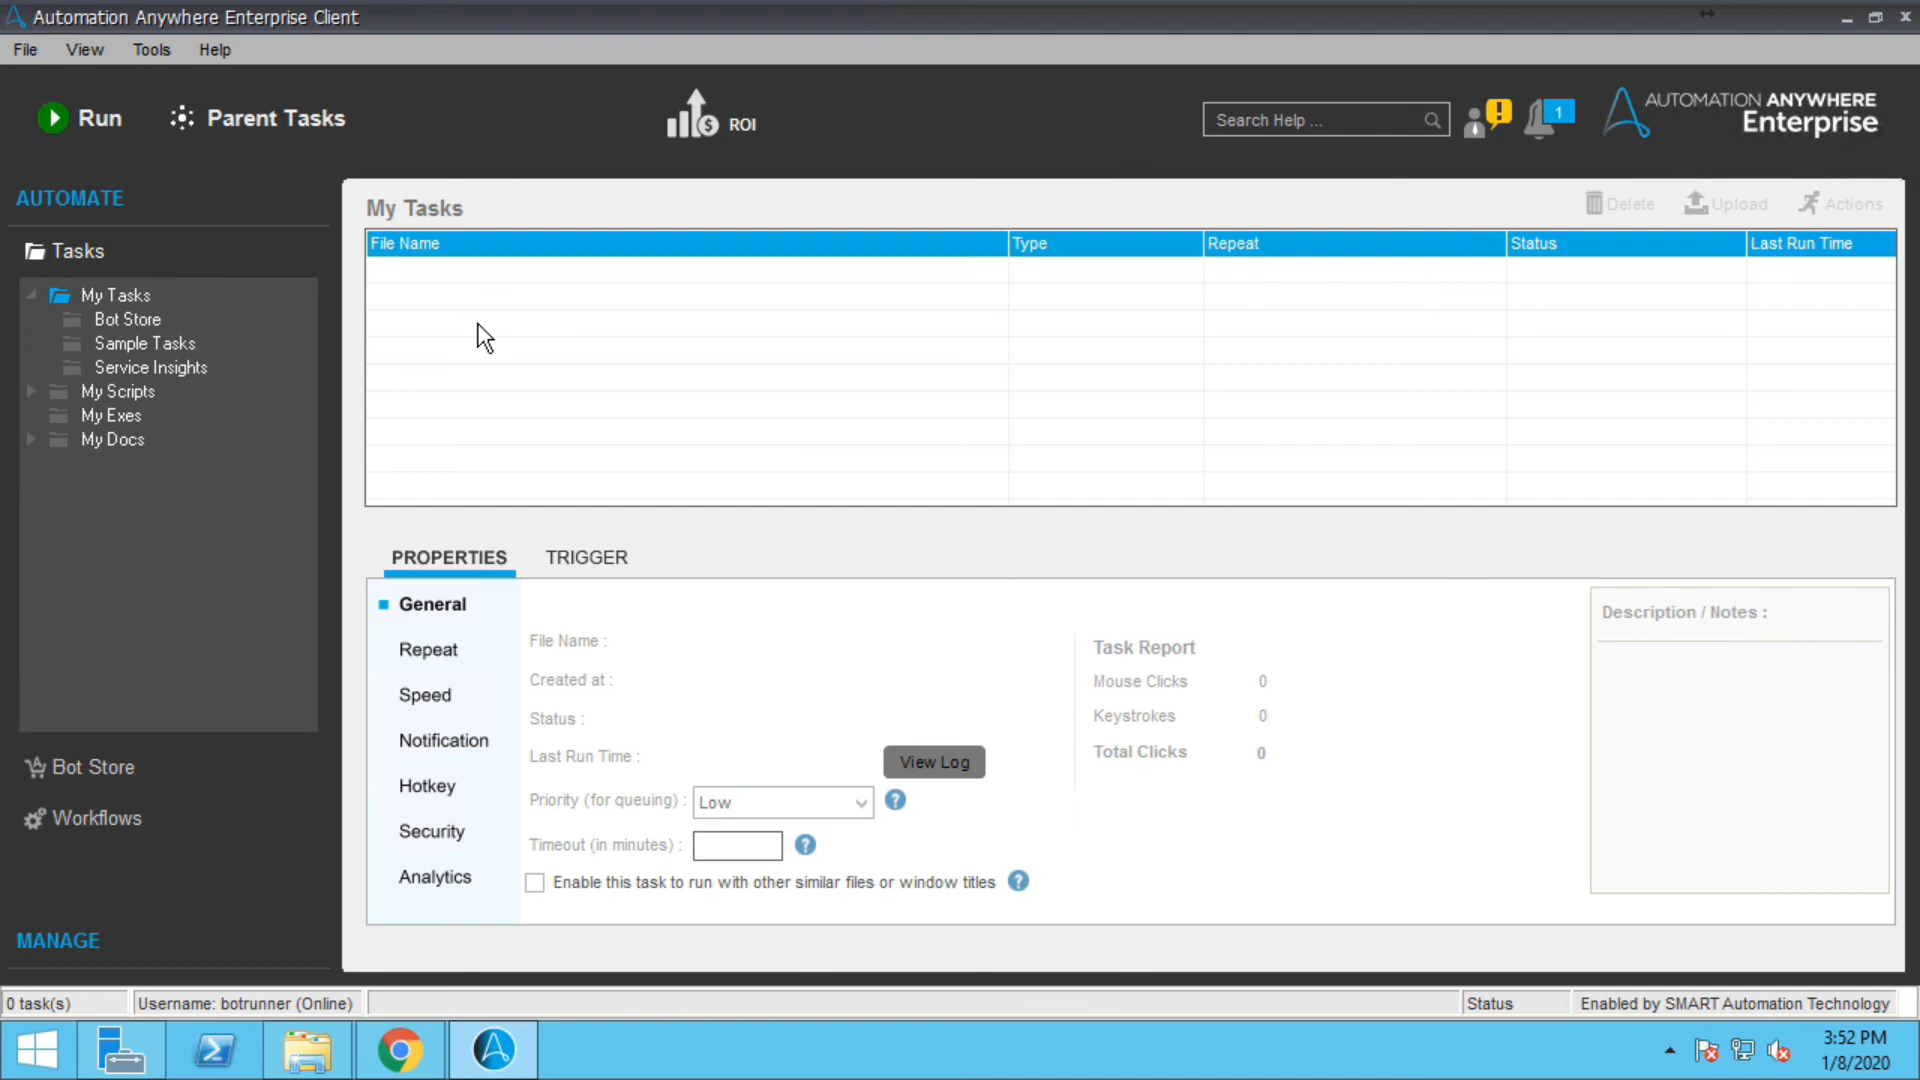 Automation Anywhere Enterprise Client
File View Tools Help
Run Parent Tasks ROI Search Help ... ! 1 AUTOMATION ANYWHERE
Enterprise
AUTOMATE
Tasks
My Tasks
Bot Store
Sample Tasks
Service Insights
My Scripts
My Exes
My Docs
Bot Store
Workflows
MANAGE
My Tasks Delete Upload Actions
File Name Type Repeat Status Last Run Time
PROPERTIES TRIGGER
General
Repeat
Speed
Notification
Hotkey
Security
Analytics
File Name :
Created at :
Status :
Last Run Time : View Log
Priority (for queuing) : Low ?
Timeout (in minutes) : ?
Enable this task to run with other similar files or window titles ?
Task Report
Mouse Clicks 0
Keystrokes 0
Total Clicks 0
Description / Notes :
0 task(s) Username: botrunner (Online) Status Enabled by SMART Automation Technology
3:52 PM
1/8/2020